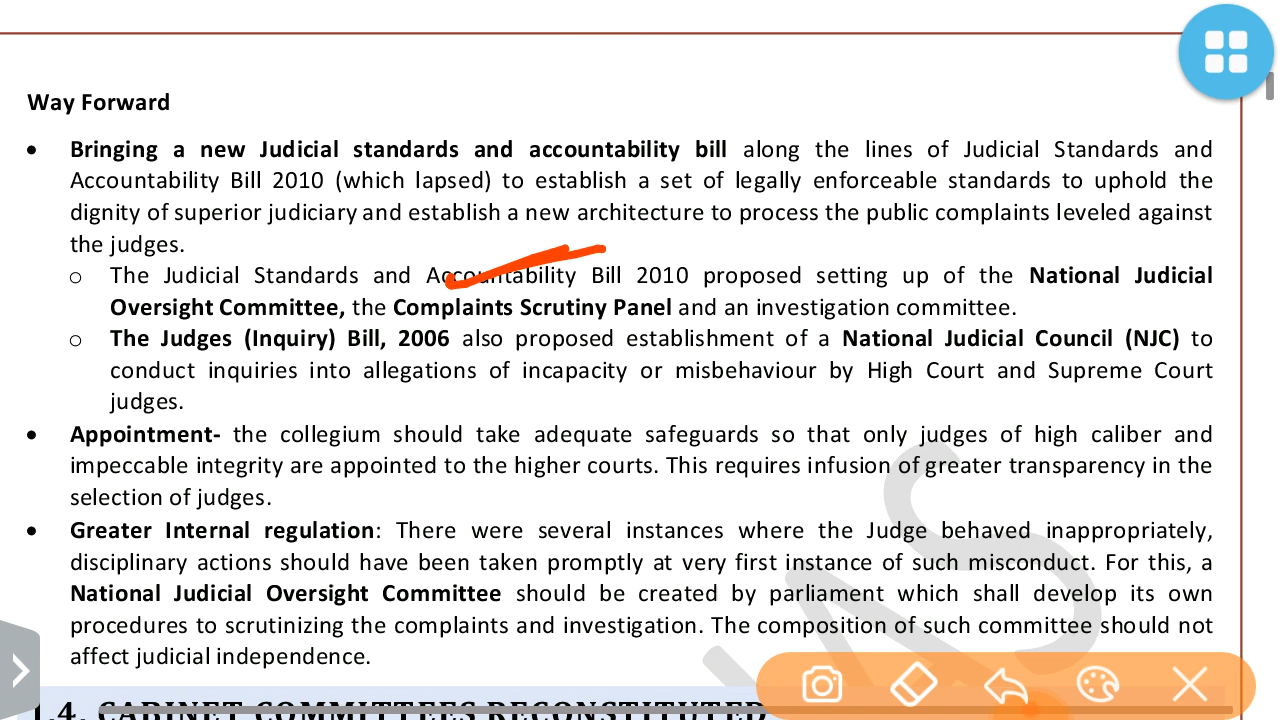 Way Forward
• Bringing a new Judicial standards and accountability bill along the lines of Judicial Standards and
Accountability Bill 2010 (which lapsed) to establish a set of legally enforceable standards to uphold the
dignity of superior judiciary and establish a new architecture to process the public complaints leveled against
the judges.
o The Judicial Standards and Accountability Bill 2010 proposed setting up of the National Judicial
Oversight Committee, the Complaints Scrutiny Panel and an investigation committee.
o The Judges (Inquiry) Bill, 2006 also proposed establishment of a National Judicial Council (NJC) to
conduct inquiries into allegations of incapacity or misbehaviour by High Court and Supreme Court
judges.
• Appointment- the collegium should take adequate safeguards so that only judges of high caliber and
impeccable integrity are appointed to the higher courts. This requires infusion of greater transparency in the
selection of judges.
• Greater Internal regulation: There were several instances where the Judge behaved inappropriately,
disciplinary actions should have been taken promptly at very first instance of such misconduct. For this, a
National Judicial Oversight Committee should be created by parliament which shall develop its own
procedures to scrutinizing the complaints and investigation. The composition of such committee should not
affect judicial independence.
.4. CABINET COMMITTEES RECONSTITUTED